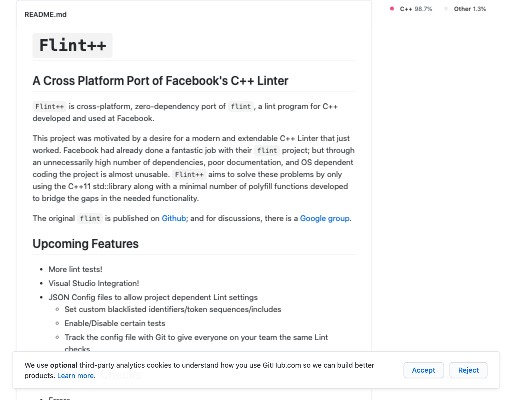 README.md
C++ 98.7%
Other 1.3%
Flint++
A Cross Platform Port of Facebook's C++ Linter
Flint++ is cross-platform, zero-dependency port of flint, a lint program for C++
developed and used at Facebook.
This project was motivated by a desire for a modern and extendable C++ Linter that just
worked. Facebook had already done a fantastic job with their flint project; but through
an unnecessarily high number of dependencies, poor documentation, and OS dependent
coding the project is almost unusable. Flint++ aims to solve these problems by only
using the C++11 std::library along with a minimal number of polyfill functions developed
to bridge the gaps in the needed functionality.
The original flint is published on Github; and for discussions, there is a Google group.
Upcoming Features
• More lint tests!
• Visual Studio Integration!
• JSON Config files to allow project dependent Lint settings
○ Set custom blacklisted identifiers/token sequences/includes
○ Enable/Disable certain tests
○ Track the config file with Git to give everyone on your team the same Lint
checks
We use optional third-party analytics cookies to understand how you use GitHub.com so we can build better
products. Learn more.
Accept
Reject
• Errors